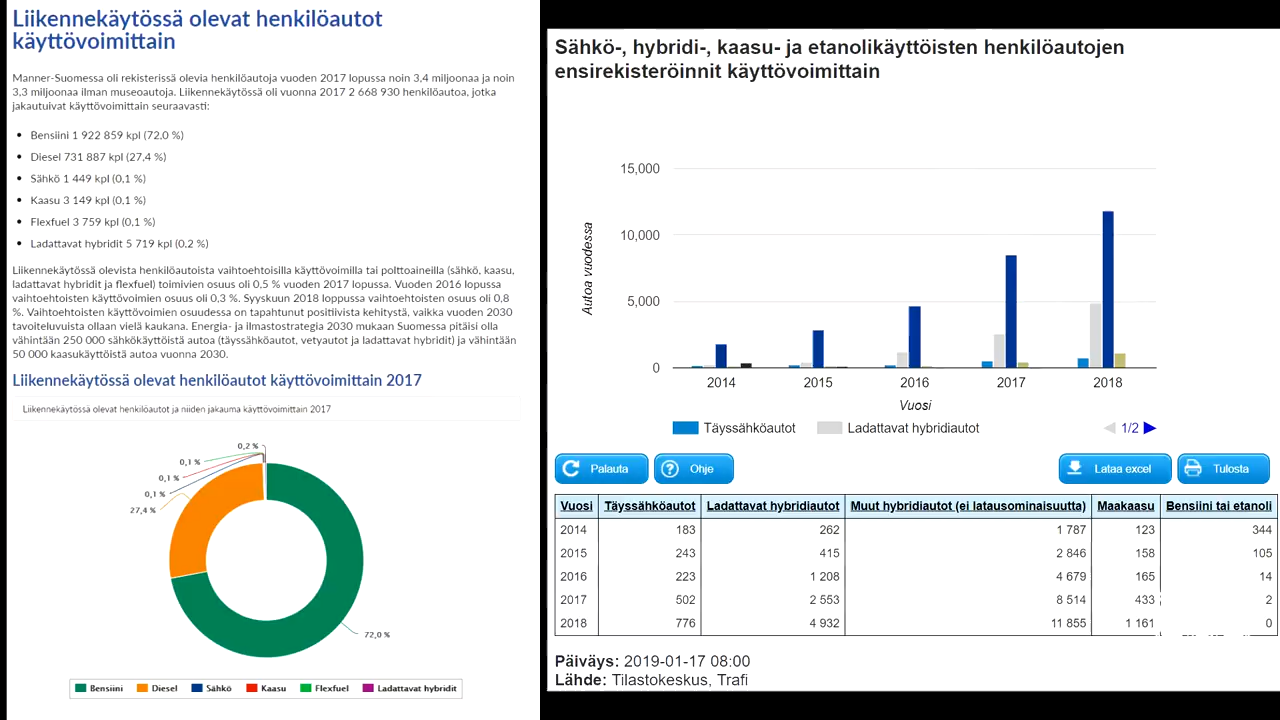 Liikennekäytössä olevat henkilöautot
käyttövoimittain
Manner-Suomessa oli rekisterissä olevia henkilöautoja vuoden 2017 lopussa noin 3,4 miljoonaa ja noin
3,3 miljoonaa ilman museoautoja. Liikennekäytössä oli vuonna 2017 2 668 930 henkilöautoa, jotka
jakautuivat käyttövoimittain seuraavasti:
• Bensiini 1 922 859 kpl (72,0 %)
• Diesel 731 887 kpl (27,4 %)
• Sähkö 1 449 kpl (0,1 %)
• Kaasu 3 149 kpl (0,1 %)
• Flexfuel 3 759 kpl (0,1 %)
• Ladattavat hybridit 5 719 kpl (0,2 %)
Liikennekäytössä olevista henkilöautoista vaihtoehtoisilla käyttövoimilla tai polttoaineilla (sähkö, kaasu,
ladattavat hybridit ja flexfuel) toimivien osuus oli 0,5 % vuoden 2017 lopussa. Vuoden 2016 lopussa
vaihtoehtoisten käyttövoimien osuus oli 0,3 %. Syyskuun 2018 loppussa vaihtoehtoisten osuus oli 0,8
%. Vaihtoehtoisten käyttövoimien osuudessa on tapahtunut positiivista kehitystä, vaikka vuoden 2030
tavoiteluvuista ollaan vielä kaukana. Energia- ja ilmastostrategia 2030 mukaan Suomessa pitäisi olla
vähintään 250 000 sähkökäyttöistä autoa (täyssähköautot, vetyautot ja ladattavat hybridit) ja vähintään
50 000 kaasukäyttöistä autoa vuonna 2030.
Liikennekäytössä olevat henkilöautot käyttövoimittain 2017
Liikennekäytössä olevat henkilöautot ja niiden jakauma käyttövoimittain 2017
0,2 %
0,1 %
0,1 %
0,1 %
27,4 %
72,0 %
Bensiini Diesel Sähkö Kaasu Flexfuel Ladattavat hybridit
Sähkö-, hybridi-, kaasu- ja etanolikäyttöisten henkilöautojen
ensirekisteröinnit käyttövoimittain
15,000
10,000
5,000
0
Autoa vuodessa
2014 2015 2016 2017 2018
Vuosi
Täyssähköautot Ladattavat hybridiautot 1/2
Palauta Ohje Lataa excel Tulosta
Vuosi Täyssähköautot Ladattavat hybridiautot Muut hybridiautot (ei latausominaisuutta) Maakaasu Bensiini tai etanoli
2014 183 262 1 787 123 344
2015 243 415 2 846 158 105
2016 223 1 208 4 679 165 14
2017 502 2 553 8 514 433 2
2018 776 4 932 11 855 1 161 0
Päiväys: 2019-01-17 08:00
Lähde: Tilastokeskus, Trafi